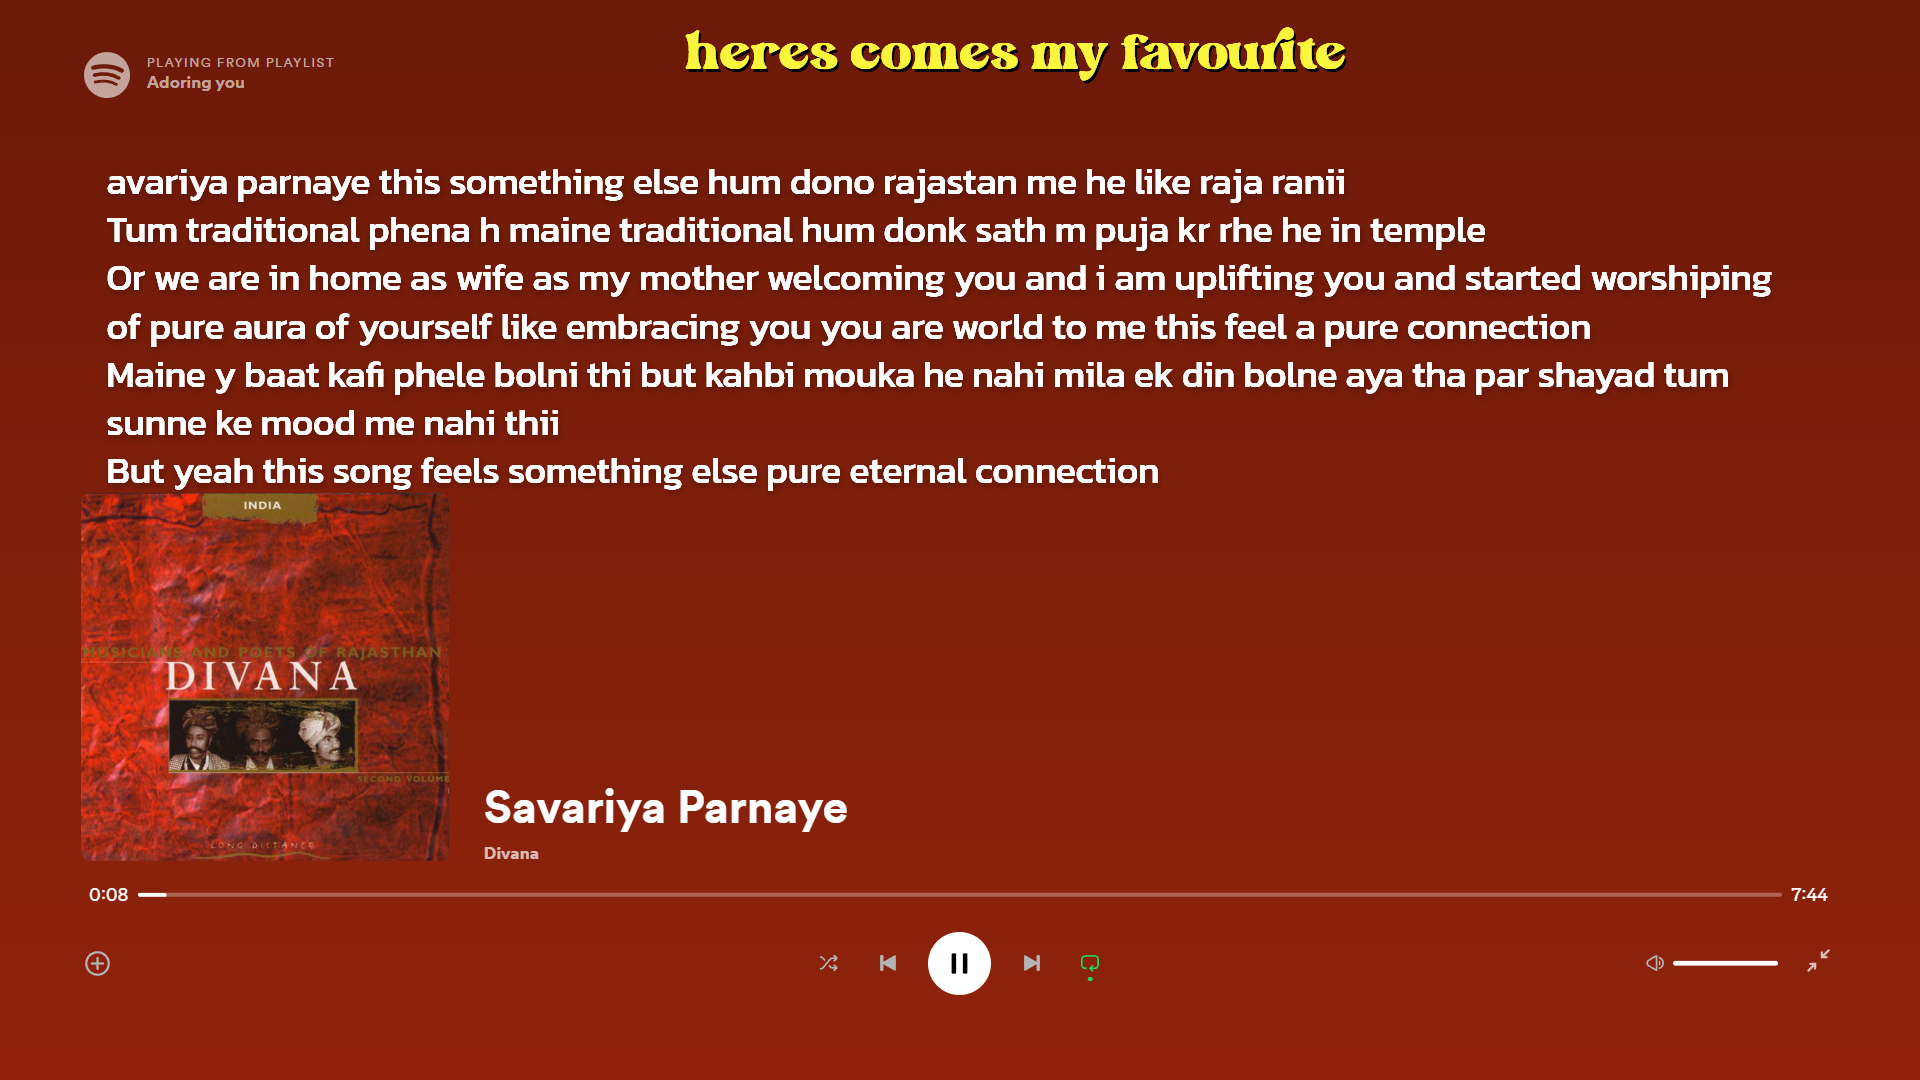 heres comes my favourite
PLAYING FROM PLAYLIST
Adoring you
avariya parnaye this something else hum dono rajastan me he like raja ranii
Tum traditional phena h maine traditional hum donk sath m puja kr rhe he in temple
Or we are in home as wife as my mother welcoming you and i am uplifting you and started worshiping
of pure aura of yourself like embracing you you are world to me this feel a pure connection
Maine y baat kafi phele bolni thi but kahbi mouka he nahi mila ek din bolne aya tha par shayad tum
sunne ke mood me nahi thii
But yeah this song feels something else pure eternal connection
INDIA
MUSICIANS AND POETS OF RAJASTHAN
DIVANA
SECOND VOLUME
LONG DISTANCE
Savariya Parnaye
Divana
0:08
7:44